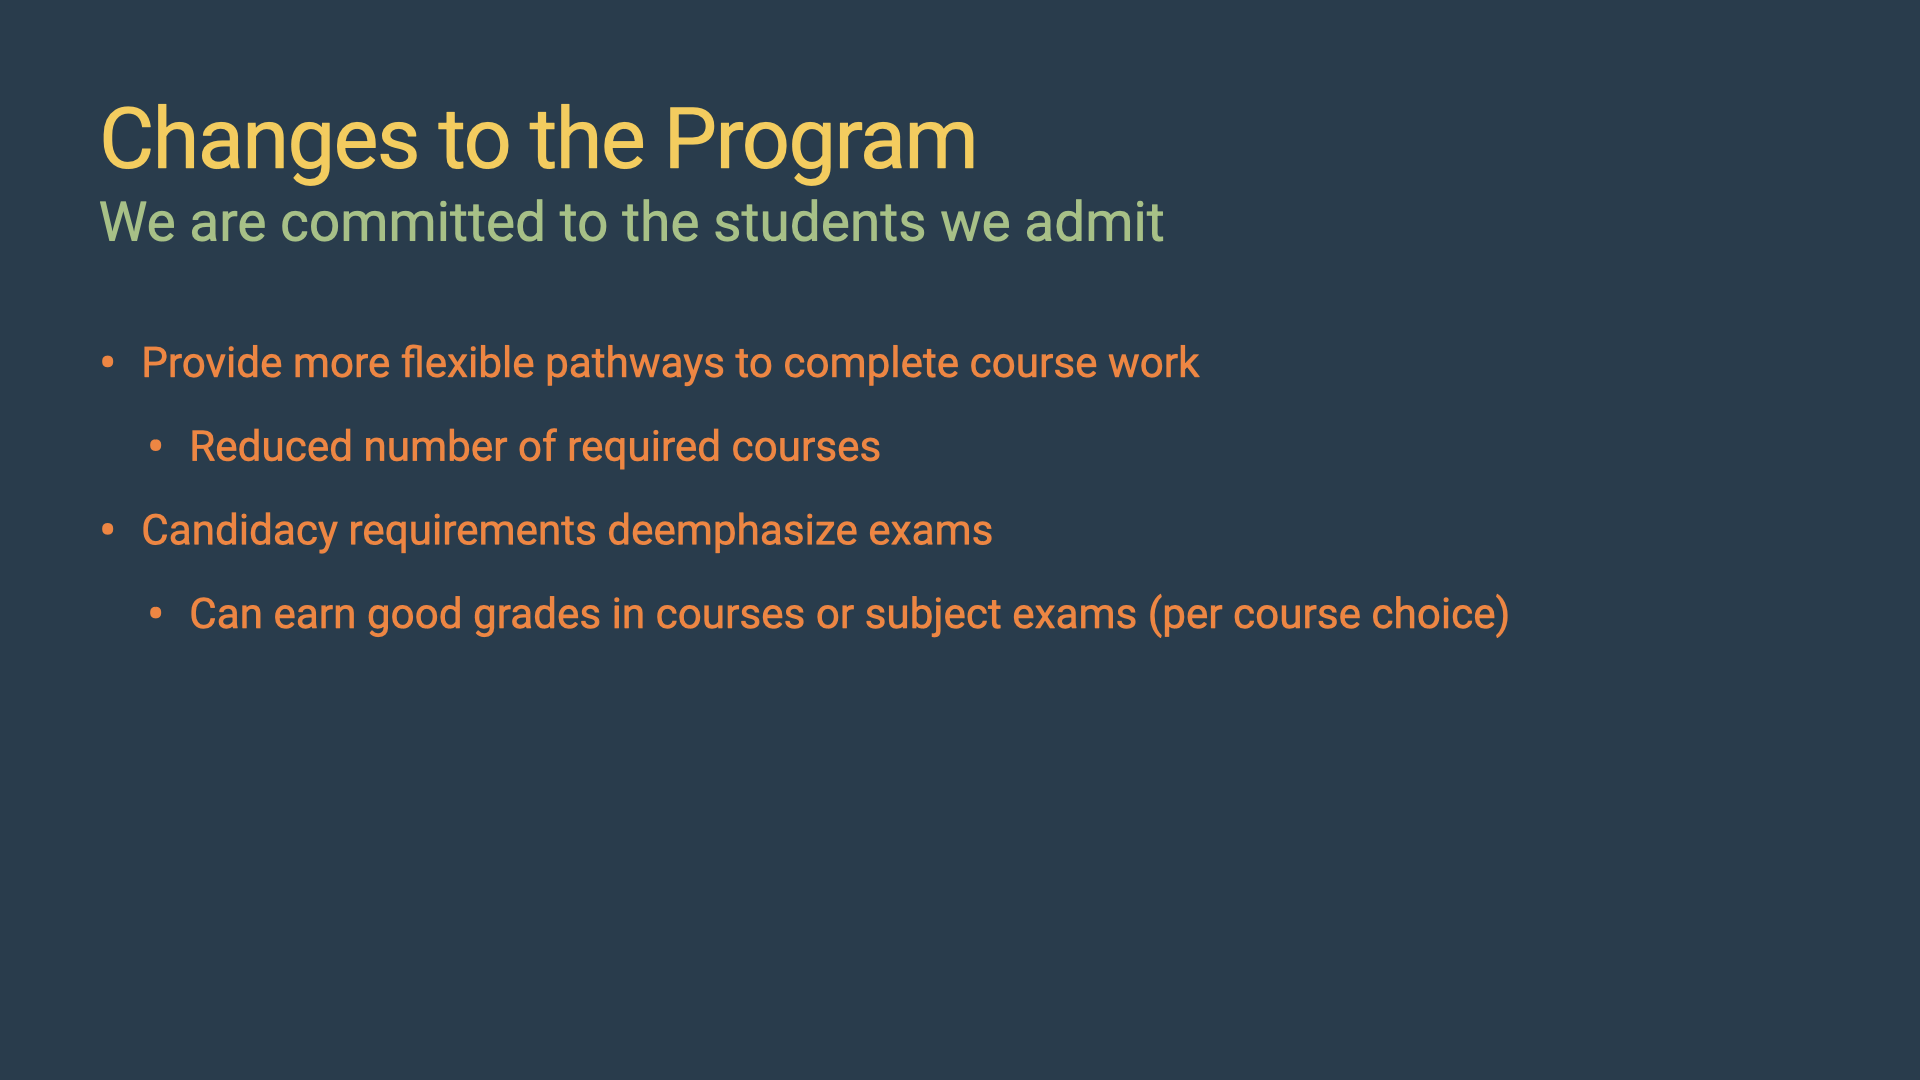 Changes to the Program
We are committed to the students we admit
• Provide more flexible pathways to complete course work
• Reduced number of required courses
• Candidacy requirements deemphasize exams
• Can earn good grades in courses or subject exams (per course choice)